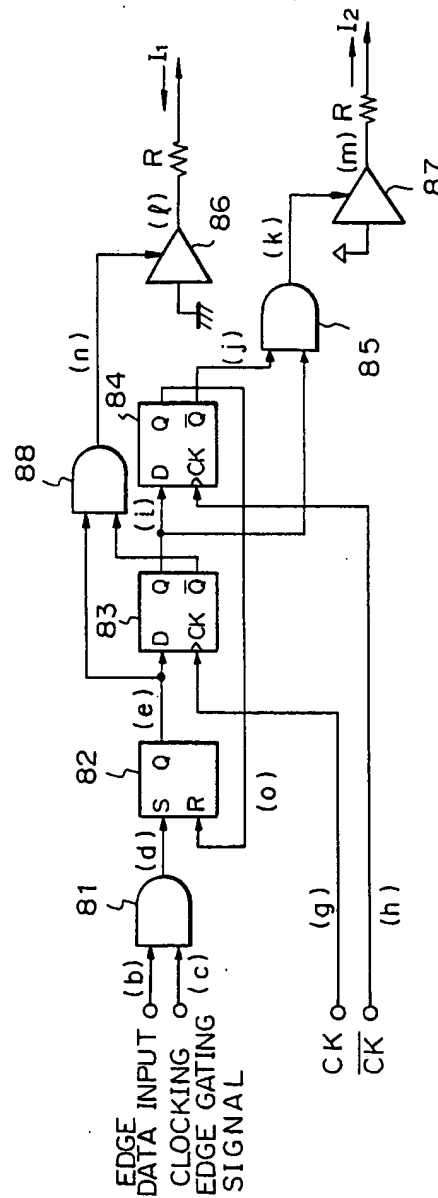 EDGE
DATA INPUT (b)
CLOCKING
EDGE GATING (c)
SIGNAL
81
(d)
82
S Q
R
(e)
83
D Q
CK Q̅
(i)
84
D Q
CK Q̅
(o)
88
(n)
(j)
85
(k)
86
(ℓ)
R
I₁
87
(m)
R
I₂
CK (g)
C̅K̅ (h)